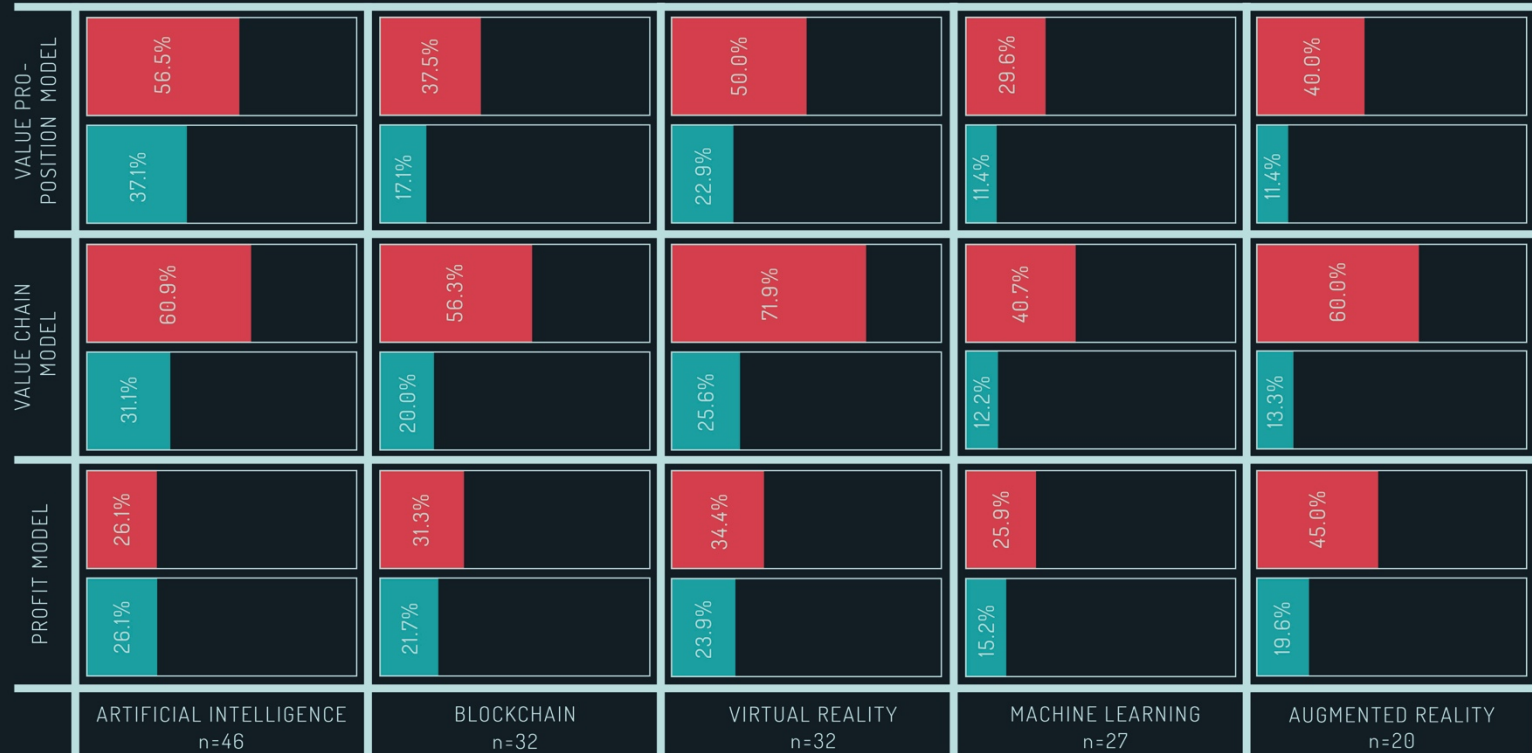 VALUE PRO-
POSITION MODEL
56.5%
37.5%
50.0%
29.6%
40.0%
37.1%
17.1%
22.9%
11.4%
11.4%
VALUE CHAIN
MODEL
60.9%
56.3%
71.9%
40.7%
60.0%
31.1%
20.0%
25.6%
12.2%
13.3%
PROFIT MODEL
26.1%
31.3%
34.4%
25.9%
45.0%
26.1%
21.7%
23.9%
15.2%
19.6%
ARTIFICIAL INTELLIGENCE
n=46
BLOCKCHAIN
n=32
VIRTUAL REALITY
n=32
MACHINE LEARNING
n=27
AUGMENTED REALITY
n=20